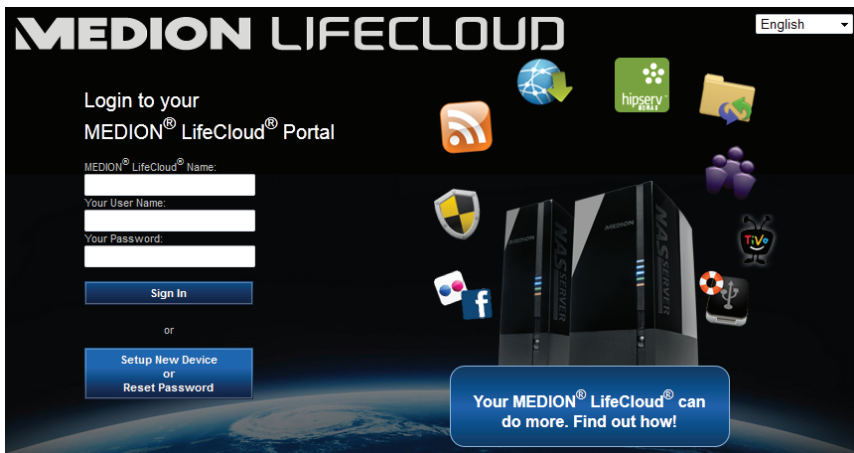 MEDION LIFECLOUD
English
Login to your
MEDION® LifeCloud® Portal
MEDION® LifeCloud® Name:
Your User Name:
Your Password:
Sign In
or
Setup New Device
or
Reset Password
hipserv
TiVo
f
MEDION
NAS SERVER
MEDION
NAS SERVER
Your MEDION® LifeCloud® can
do more. Find out how!